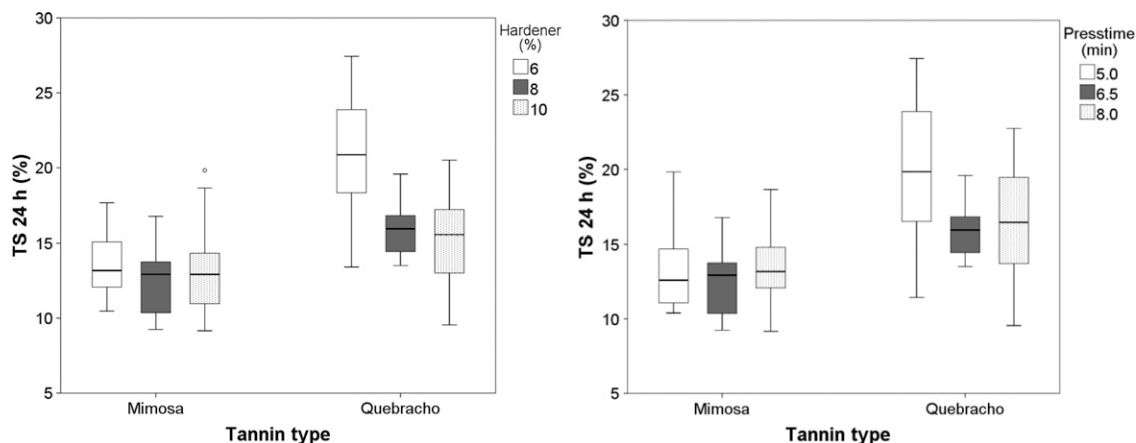 30
25
20
15
10
5
TS 24 h (%)
Mimosa
Quebracho
Tannin type
Hardener
(%)
6
8
10
30
25
20
15
10
5
TS 24 h (%)
Mimosa
Quebracho
Tannin type
Presstime
(min)
5.0
6.5
8.0